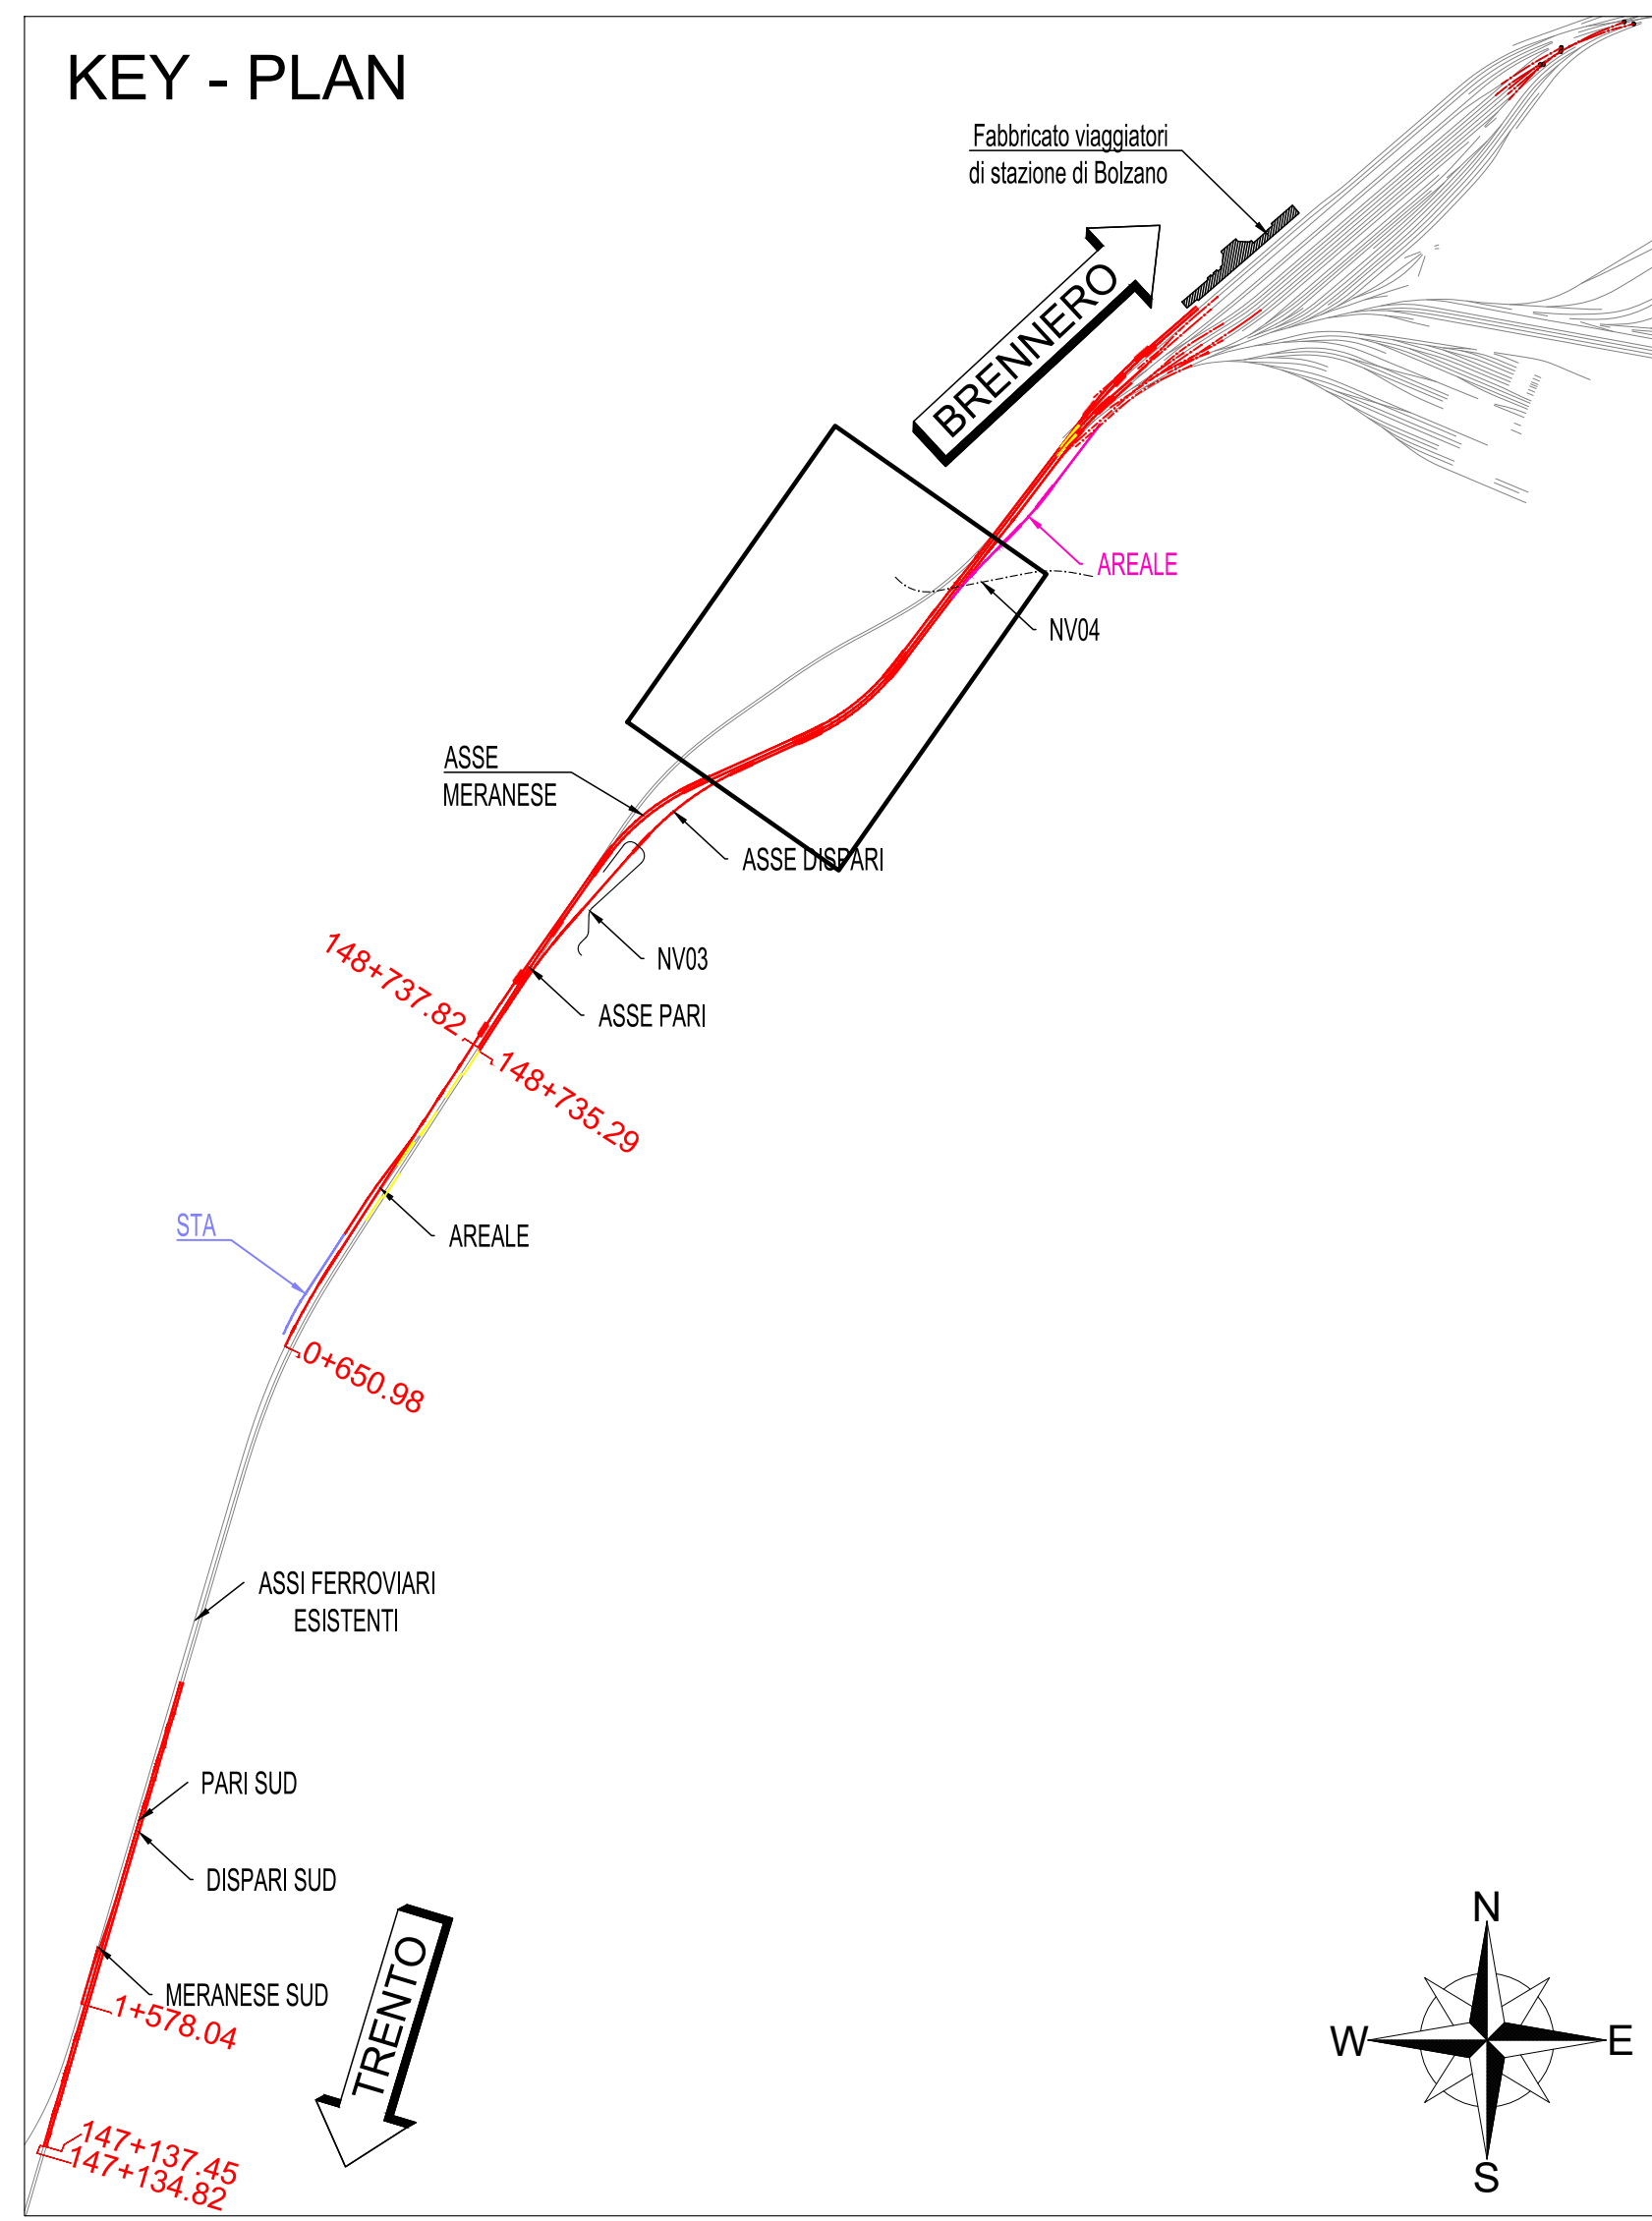 KEY - PLAN
Fabbricato viaggiatori
di stazione di Bolzano
BRENNERO
AREALE
NV04
ASSE
MERANESE
ASSE DISPARI
NV03
148+737.82
ASSE PARI
148+735.29
STA
AREALE
0+650.98
ASSI FERROVIARI
ESISTENTI
PARI SUD
DISPARI SUD
TRENTO
MERANESE SUD
1+578.04
147+137.45
147+134.82
N
W
E
S